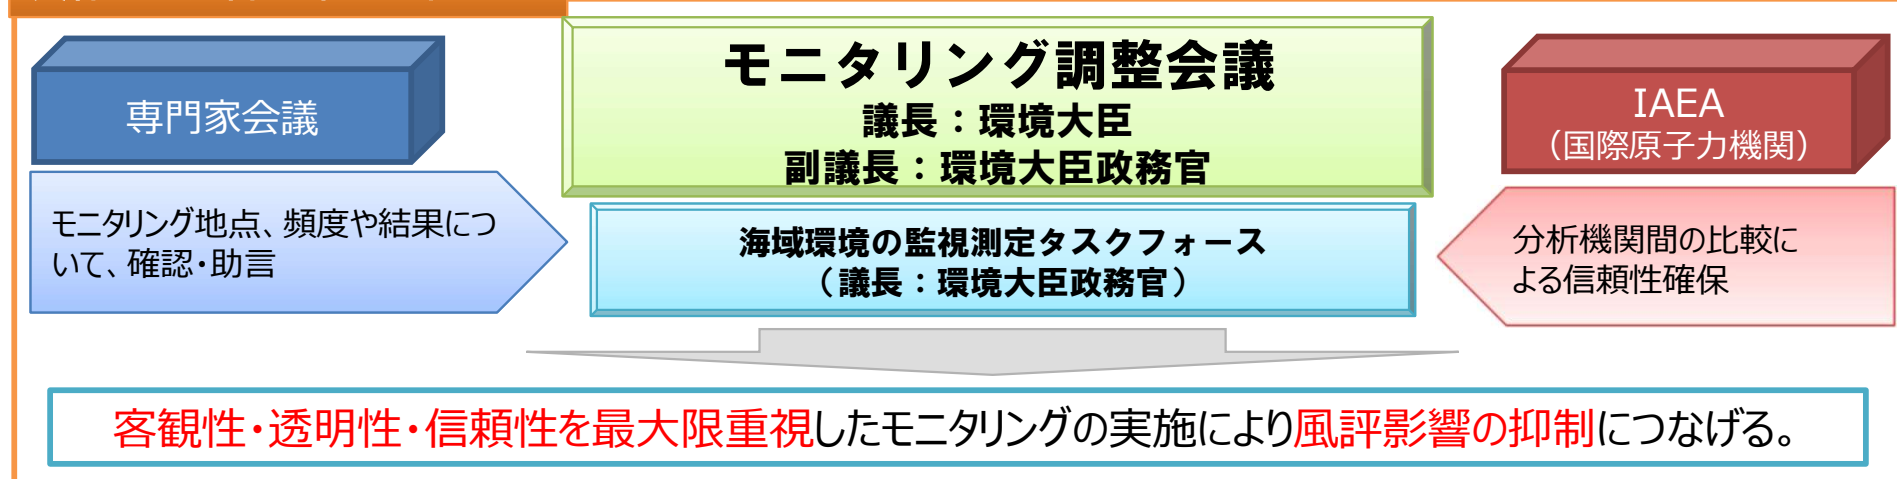 専門家会議
モニタリング地点、頻度や結果につ
いて、確認・助言
モニタリング調整会議
議長：環境大臣
副議長：環境大臣政務官
海域環境の監視測定タスクフォース
（議長：環境大臣政務官）
IAEA
（国際原子力機関）
分析機関間の比較に
よる信頼性確保
客観性・透明性・信頼性を最大限重視したモニタリングの実施により風評影響の抑制につなげる。